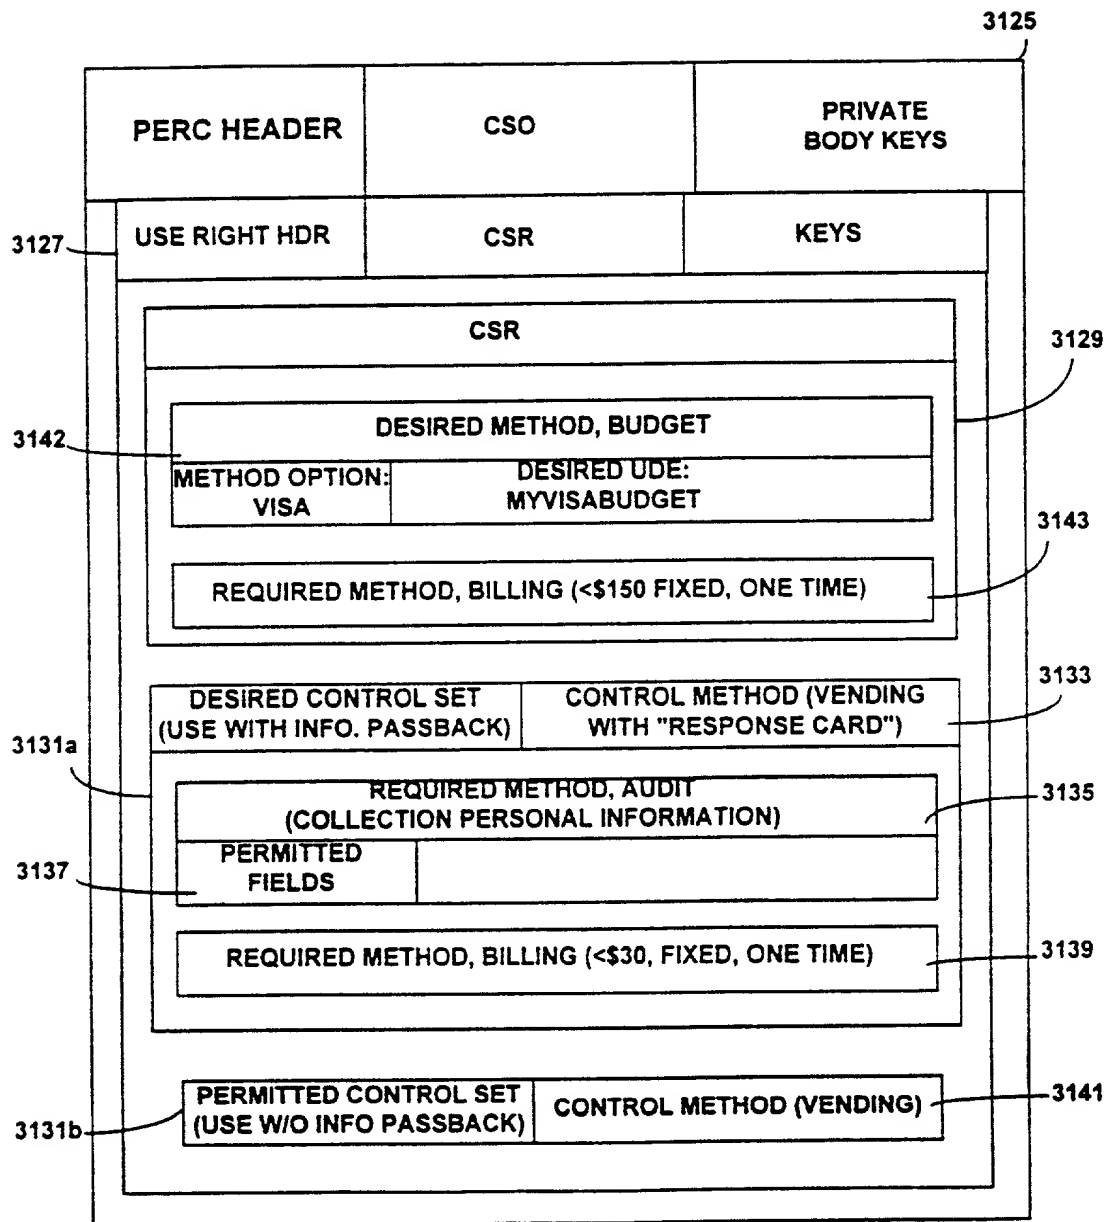 3125
PERC HEADER
CSO
PRIVATE
BODY KEYS
3127
USE RIGHT HDR
CSR
KEYS
CSR
3129
DESIRED METHOD, BUDGET
3142
METHOD OPTION:
VISA
DESIRED UDE:
MYVISABUDGET
3143
REQUIRED METHOD, BILLING (<$150 FIXED, ONE TIME)
3133
DESIRED CONTROL SET
(USE WITH INFO. PASSBACK)
CONTROL METHOD (VENDING
WITH "RESPONSE CARD")
3131a
REQUIRED METHOD, AUDIT
(COLLECTION PERSONAL INFORMATION)
3135
3137
PERMITTED
FIELDS
REQUIRED METHOD, BILLING (<$30, FIXED, ONE TIME)
3139
PERMITTED CONTROL SET
(USE W/O INFO PASSBACK)
CONTROL METHOD (VENDING)
3141
3131b